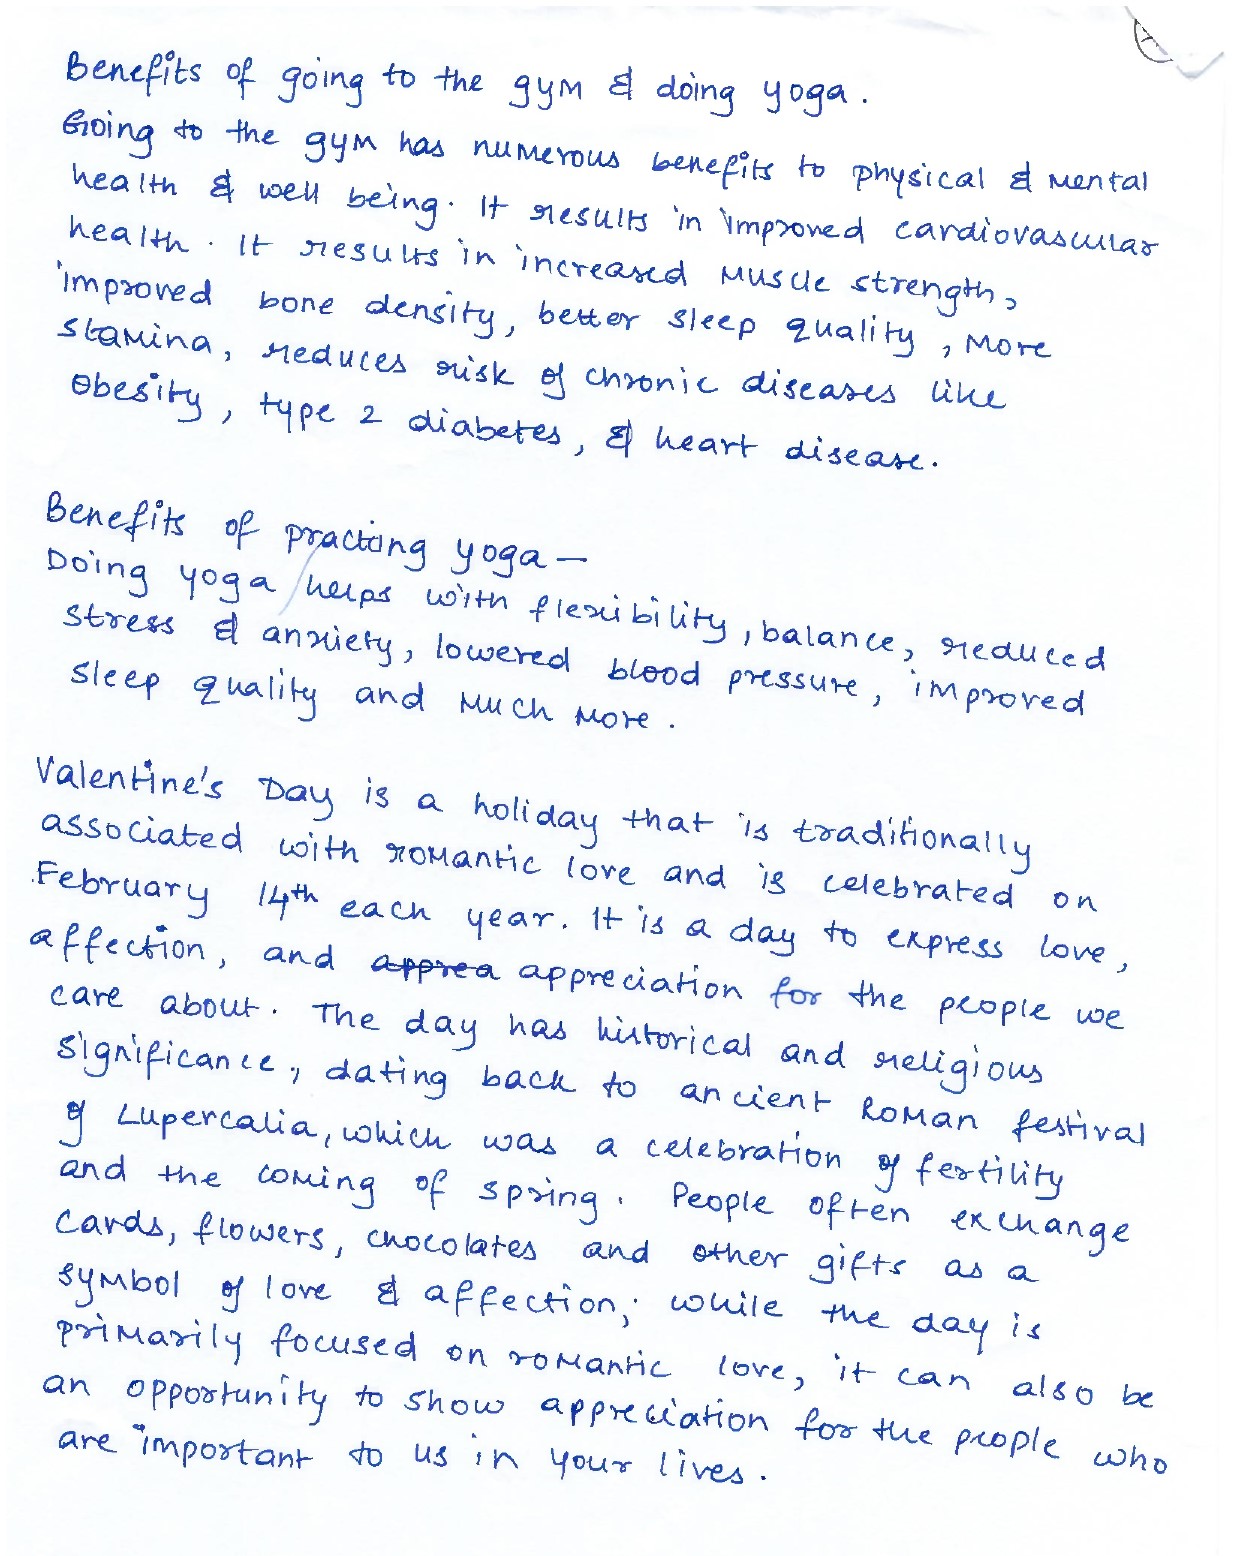 Benefits of going to the gym & doing yoga.
Going to the gym has numerous benefits to physical & mental
health & well being. It results in improved cardiovascular
health. It results in increased muscle strength,
improved bone density, better sleep quality, more
stamina, reduces risk of chronic diseases like
obesity, type 2 diabetes, & heart disease.
Benefits of practing yoga —
Doing yoga helps with flexibility, balance, reduced
stress & anxiety, lowered blood pressure, improved
sleep quality and much more.
Valentine's Day is a holiday that is traditionally
associated with romantic love and is celebrated on
February 14th each year. It is a day to express love,
affection, and apprea appreciation for the people we
care about. The day has historical and religious
significance, dating back to ancient Roman festival
of Lupercalia, which was a celebration of fertility
and the coming of spring. People often exchange
cards, flowers, chocolates and other gifts as a
symbol of love & affection, while the day is
primarily focused on romantic love, it can also be
an opportunity to show appreciation for the people who
are important to us in your lives.